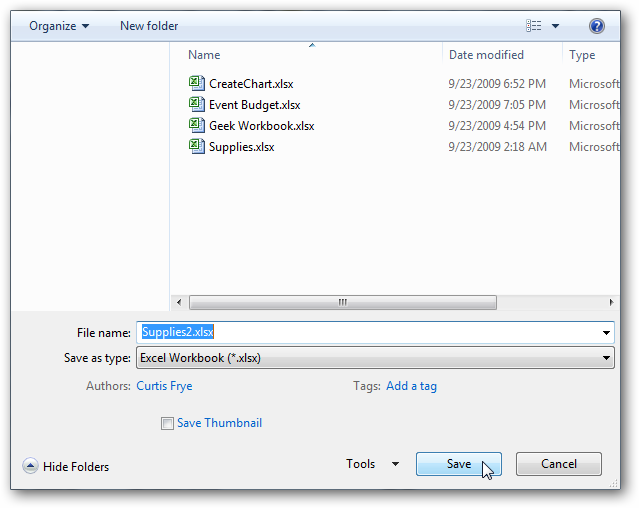 Organize New folder
Name Date modified Type
CreateChart.xlsx 9/23/2009 6:52 PM Microsoft
Event Budget.xlsx 9/23/2009 7:05 PM Microsoft
Geek Workbook.xlsx 9/23/2009 4:54 PM Microsoft
Supplies.xlsx 9/23/2009 2:18 AM Microsoft
File name: Supplies2.xlsx
Save as type: Excel Workbook (*.xlsx)
Authors: Curtis Frye Tags: Add a tag
Save Thumbnail
Hide Folders Tools Save Cancel